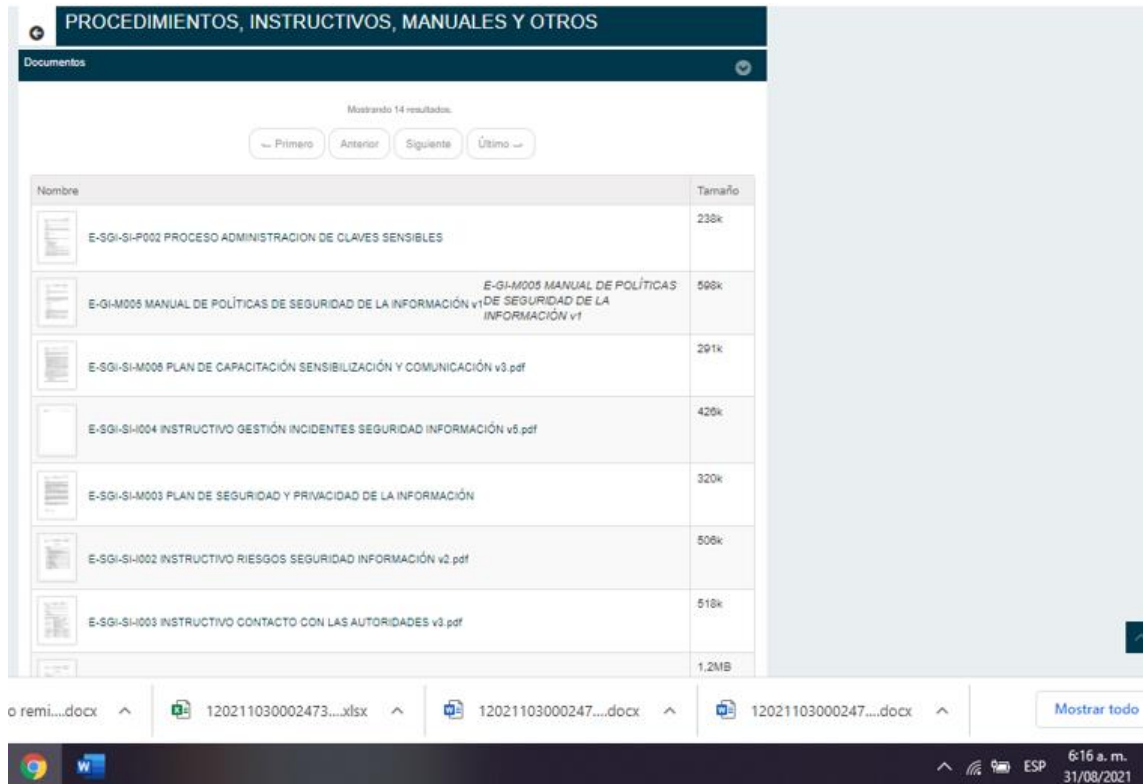 PROCEDIMIENTOS, INSTRUCTIVOS, MANUALES Y OTROS
Documentos
Mostrando 14 resultados.
← Primero Anterior Siguiente Último →
Nombre Tamaño
E-SGI-SI-P002 PROCESO ADMINISTRACION DE CLAVES SENSIBLES 238k
E-GI-M005 MANUAL DE POLÍTICAS DE SEGURIDAD DE LA INFORMACIÓN v1 598k
E-GI-M005 MANUAL DE POLÍTICAS
DE SEGURIDAD DE LA
INFORMACIÓN v1
E-SGI-SI-M006 PLAN DE CAPACITACIÓN SENSIBILIZACIÓN Y COMUNICACIÓN v3.pdf 291k
E-SGI-SI-I004 INSTRUCTIVO GESTIÓN INCIDENTES SEGURIDAD INFORMACIÓN v5.pdf 426k
E-SGI-SI-M003 PLAN DE SEGURIDAD Y PRIVACIDAD DE LA INFORMACIÓN 320k
E-SGI-SI-I002 INSTRUCTIVO RIESGOS SEGURIDAD INFORMACIÓN v2.pdf 506k
E-SGI-SI-I003 INSTRUCTIVO CONTACTO CON LAS AUTORIDADES v3.pdf 518k
1,2MB
o remi....docx 120211030002473....xlsx 12021103000247....docx 12021103000247....docx Mostrar todo
ESP 6:16 a. m.
31/08/2021